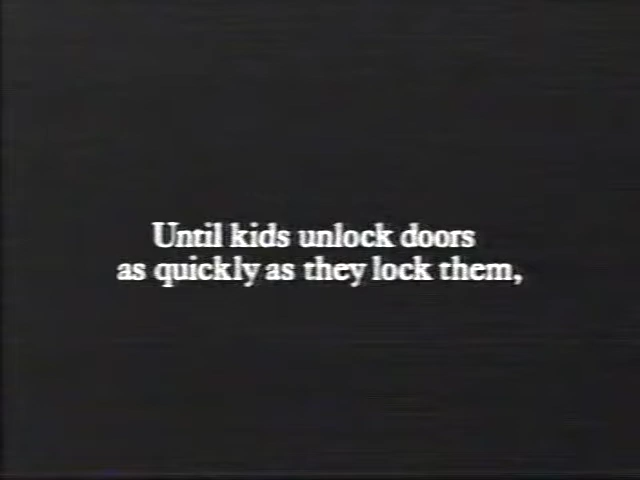 Until kids unlock doors
as quickly as they lock them,